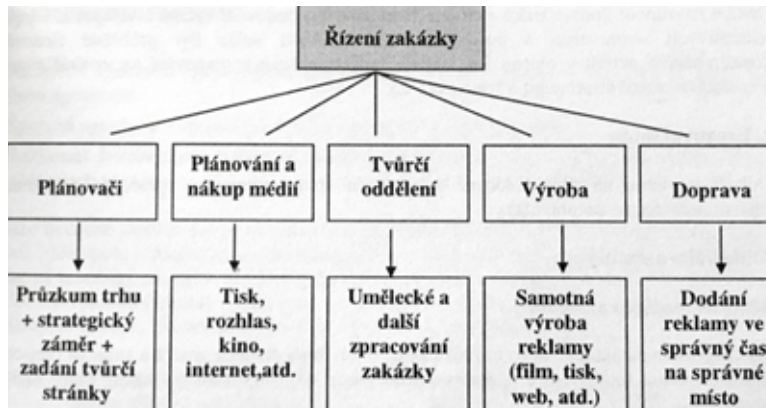 Řízení zakázky
Plánovači
Plánování a
nákup médií
Tvůrčí
oddělení
Výroba
Doprava
Průzkum trhu
+ strategický
záměr +
zadání tvůrčí
stránky
Tisk,
rozhlas,
kino,
internet,atd.
Umělecké a
další
zpracování
zakázky
Samotná
výroba
reklamy
(film, tisk,
web, atd.)
Dodání
reklamy ve
správný čas
na správné
místo